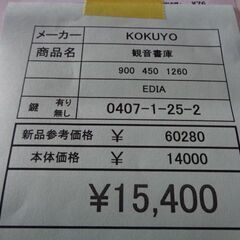 メーカー KOKUYO
商品名 観音書庫
900 450 1260
EDIA
鍵 有り 無し 0407-1-25-2
新品参考価格 ¥ 60280
本体価格 ¥ 14000
¥15,400